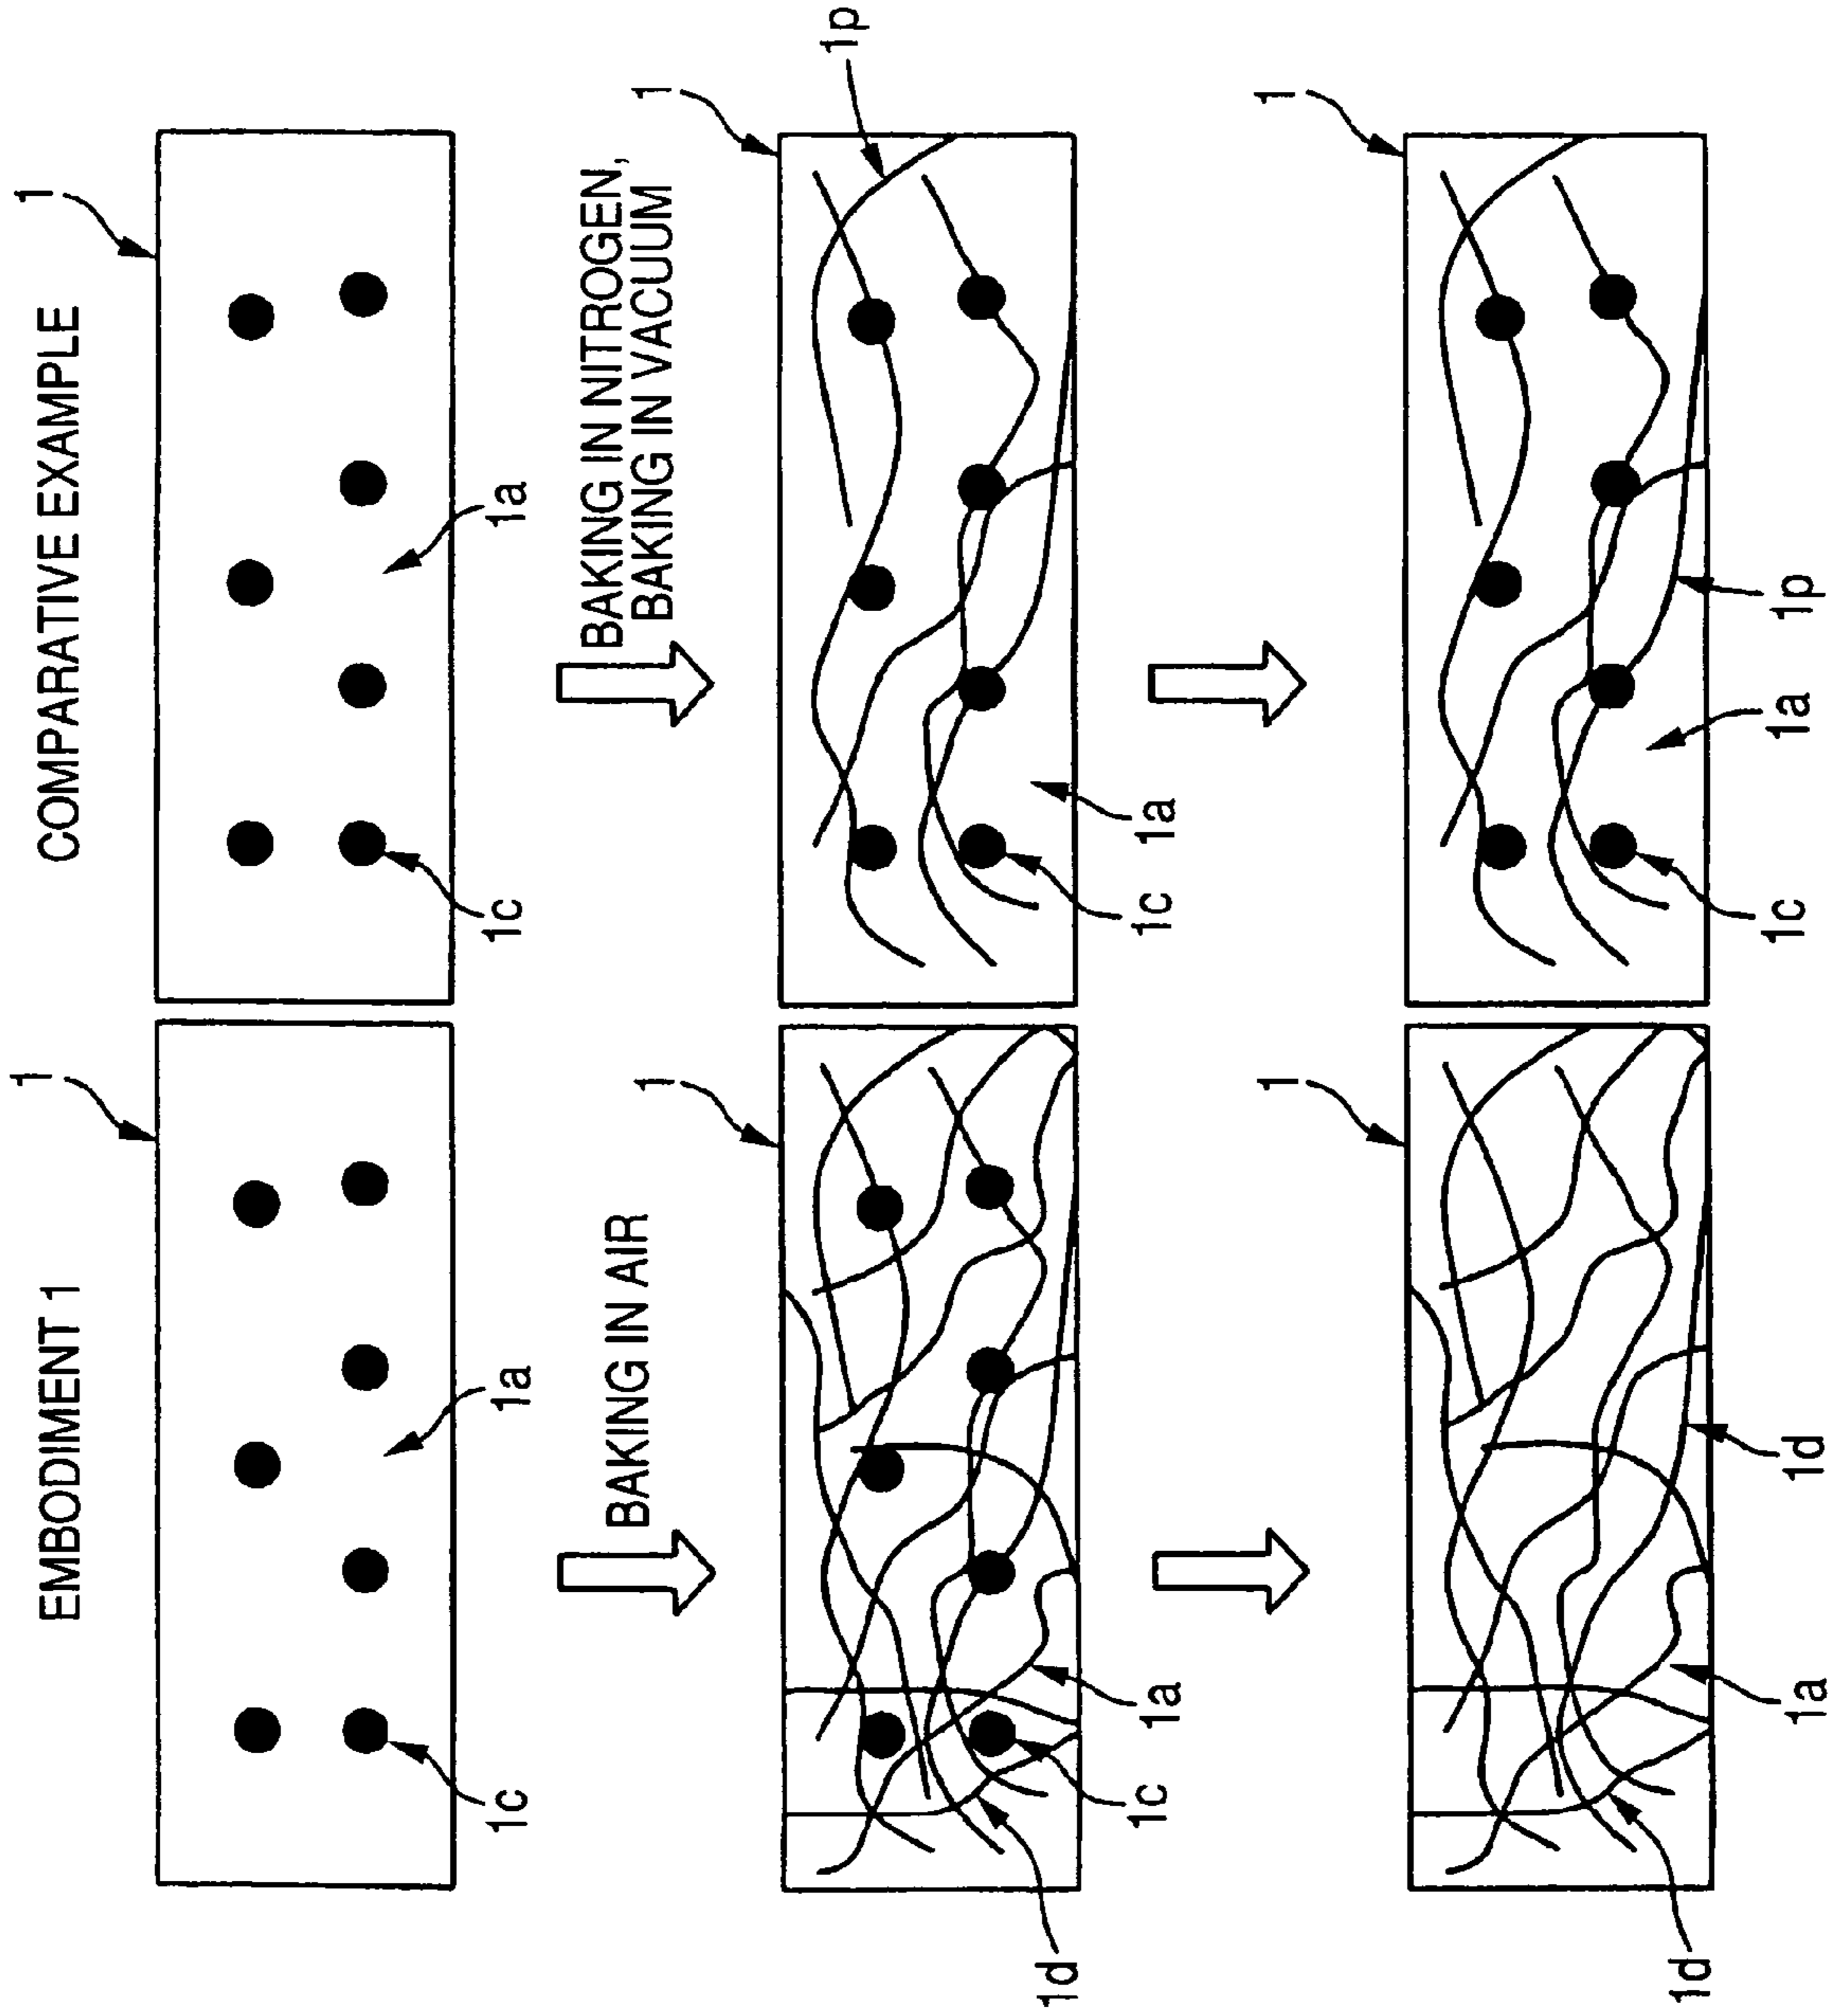 EMBODIMENT 1
1
1c
1a
BAKING IN AIR
1
1d
1c
1a
1
1d
1a
1d
COMPARATIVE EXAMPLE
1
1c
1a
BAKING IN NITROGEN,
BAKING IN VACUUM
1
1p
1c
1a
1
1c
1a
1p